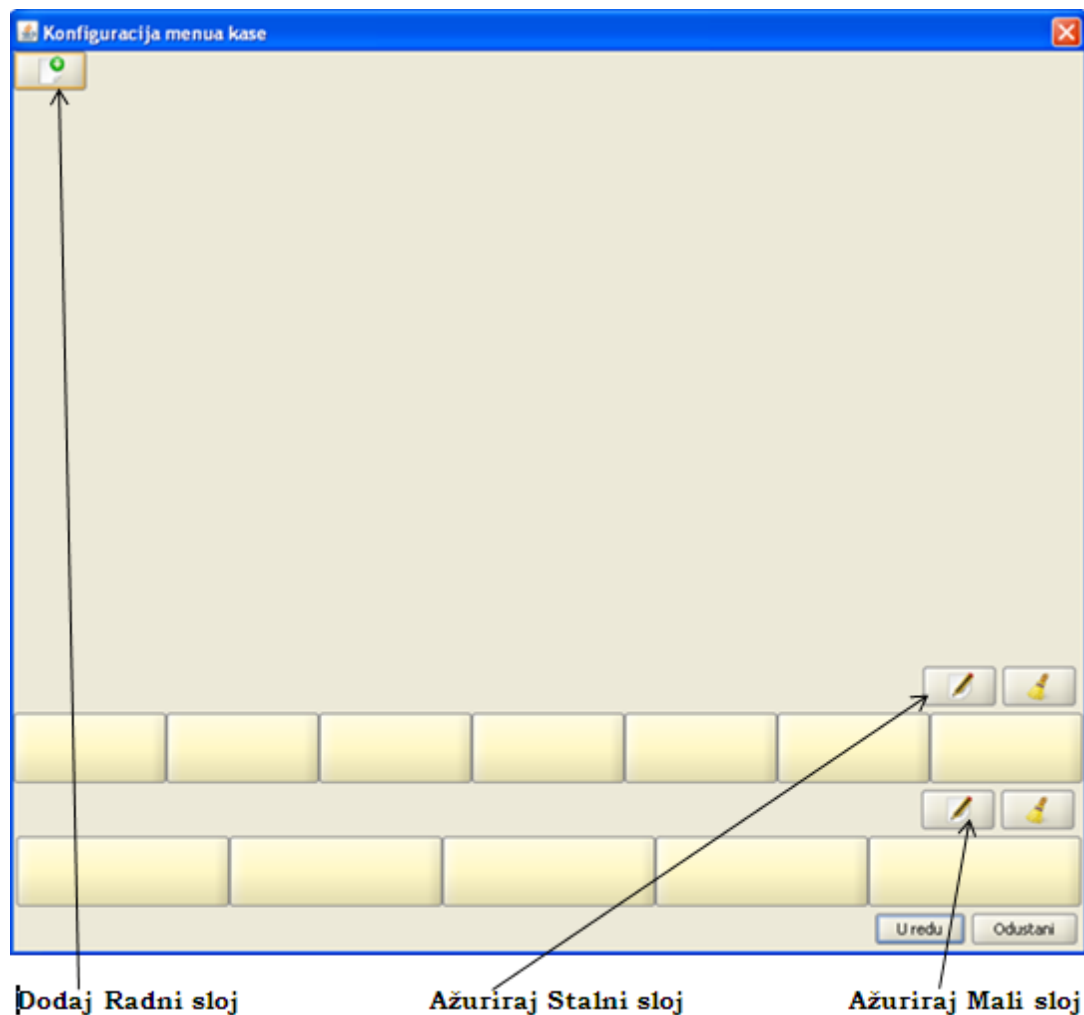 Konfiguracija menua kase
U redu Odustani
Dodaj Radni sloj Ažuriraj Stalni sloj Ažuriraj Mali sloj